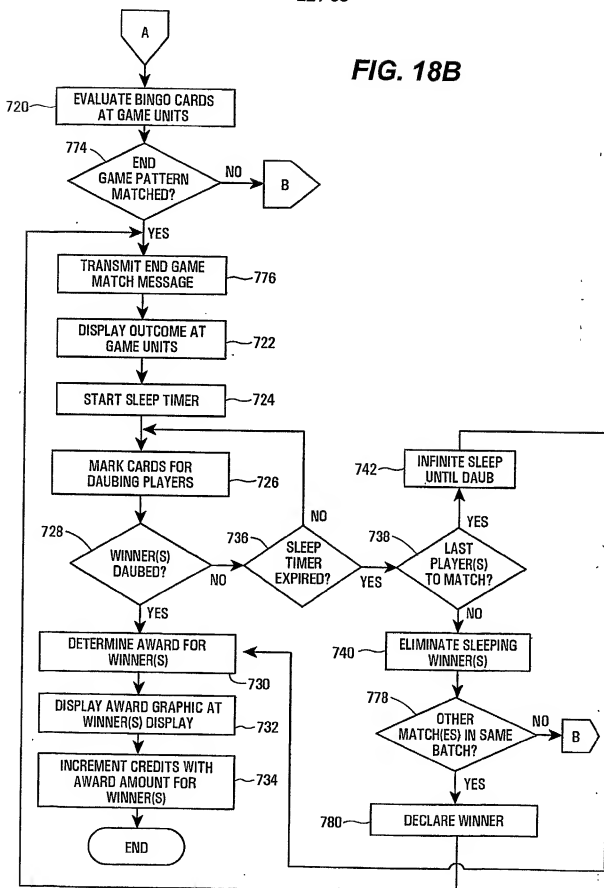 A
FIG. 18B
720
EVALUATE BINGO CARDS
AT GAME UNITS
774
END
GAME PATTERN
MATCHED?
NO
B
YES
TRANSMIT END GAME
MATCH MESSAGE
776
DISPLAY OUTCOME AT
GAME UNITS
722
START SLEEP TIMER
724
MARK CARDS FOR
DAUBING PLAYERS
726
742
INFINITE SLEEP
UNTIL DAUB
728
WINNER(S)
DAUBED?
NO
YES
736
SLEEP
TIMER
EXPIRED?
NO
YES
738
LAST
PLAYER(S)
TO MATCH?
YES
NO
DETERMINE AWARD FOR
WINNER(S)
730
740
ELIMINATE SLEEPING
WINNER(S)
DISPLAY AWARD GRAPHIC AT
WINNER(S) DISPLAY
732
778
OTHER
MATCH(ES) IN SAME
BATCH?
NO
B
YES
INCREMENT CREDITS WITH
AWARD AMOUNT FOR
WINNER(S)
734
780
DECLARE WINNER
END